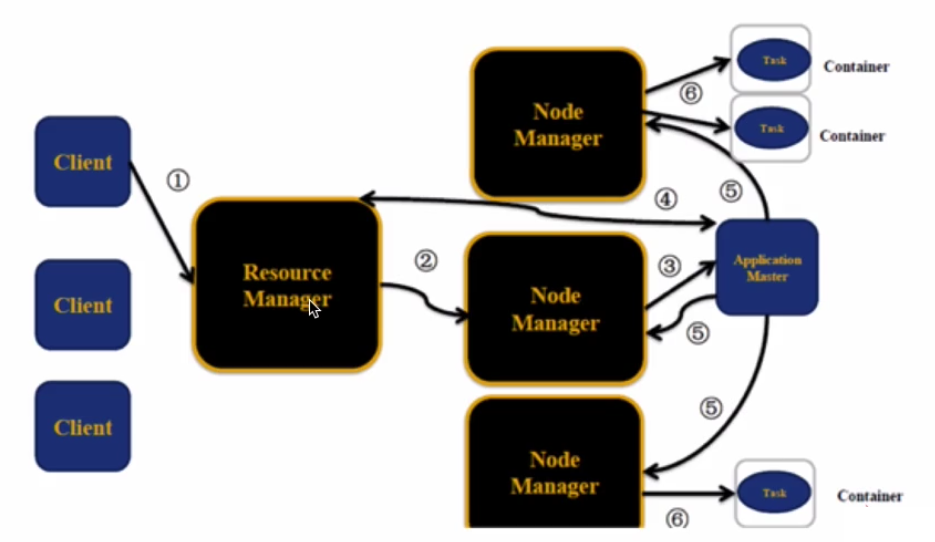 Task
Container
⑥
Node
Manager
Task
Container
Client
①
⑤
④
Resource
Manager
②
③
Application
Master
Node
Manager
Client
⑤
Client
⑤
Node
Manager
Task
Container
⑥